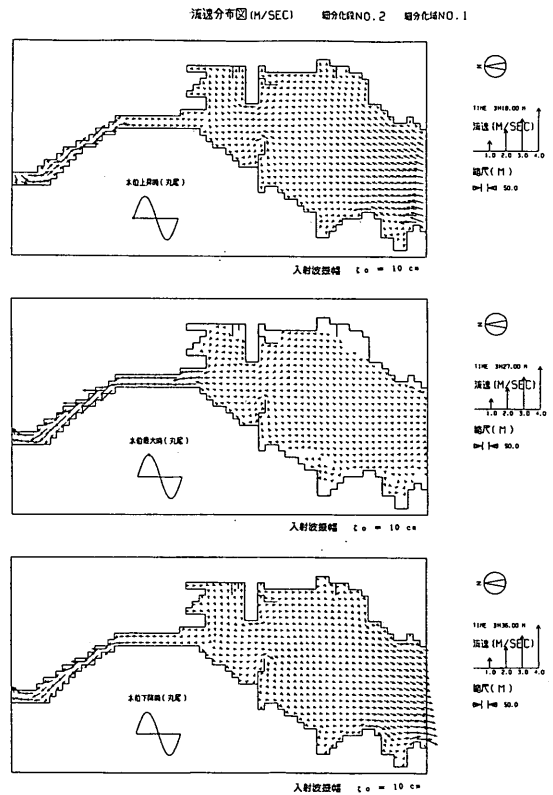 流速分布図(M/SEC) 細分化段NO.2 細分化域NO.1
N
TIME 3H18.00 M
流速(M/SEC)
1.0 2.0 3.0 4.0
縮尺(M)
0 50.0
水位上昇時(丸尾)
入射波振幅 ζo = 10 cm
N
TIME 3H27.00 M
流速(M/SEC)
1.0 2.0 3.0 4.0
縮尺(M)
0 50.0
水位最大時(丸尾)
入射波振幅 ζo = 10 cm
N
TIME 3H36.00 M
流速(M/SEC)
1.0 2.0 3.0 4.0
縮尺(M)
0 50.0
水位下降時(丸尾)
入射波振幅 ζo = 10 cm